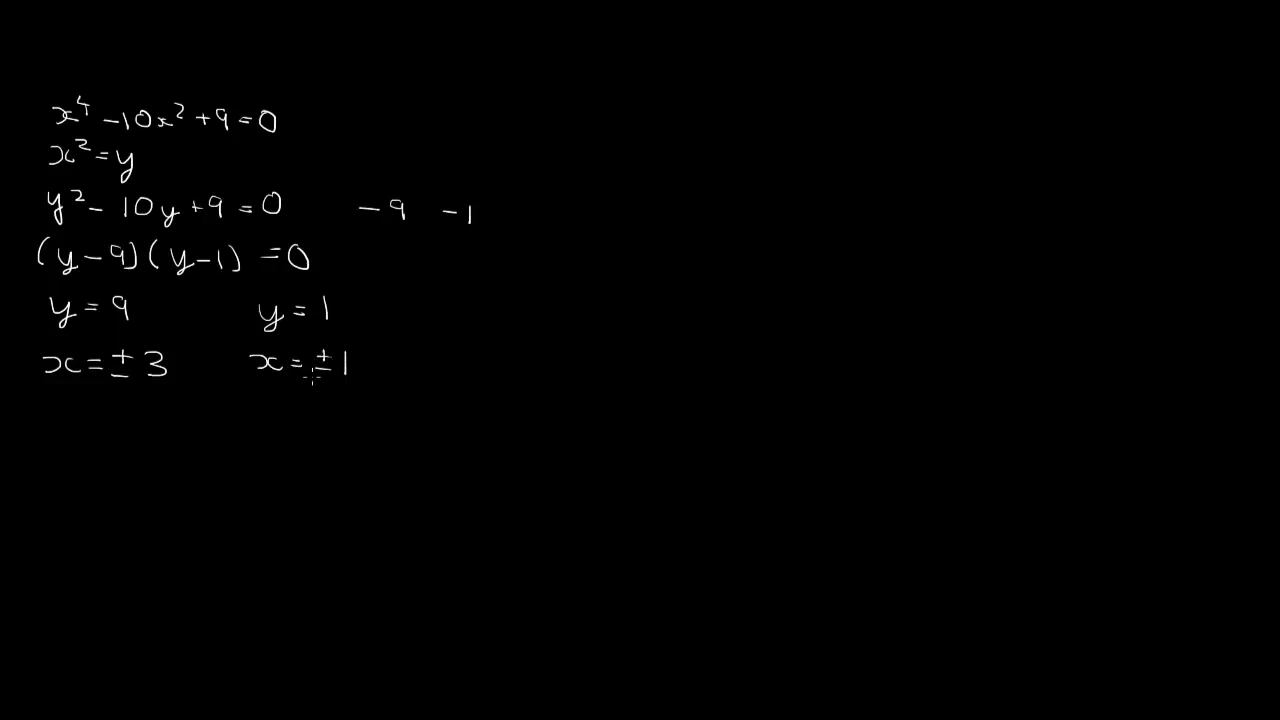 x⁴ - 10x² + 9 = 0
x² = y
y² - 10y + 9 = 0 - 9 - 1
(y - 9)(y - 1) = 0
y = 9 y = 1
x = ± 3 x = ± 1